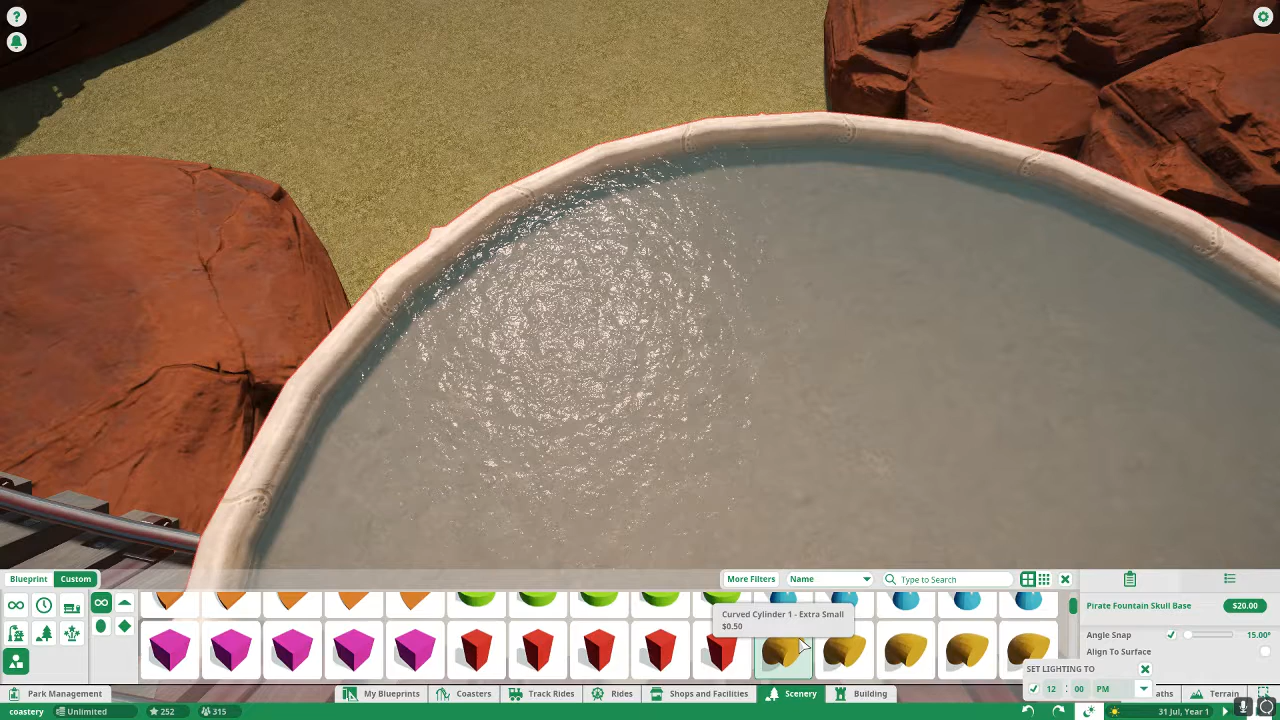 Blueprint
Custom
More Filters
Name
Type to Search
Curved Cylinder 1 - Extra Small
$0.50
Pirate Fountain Skull Base
$20.00
Angle Snap
15.00°
Align To Surface
SET LIGHTING TO
12 : 00 PM
Park Management
My Blueprints
Coasters
Track Rides
Rides
Shops and Facilities
Scenery
Building
Terrain
coastery
Unlimited
252
315
31 Jul, Year 1